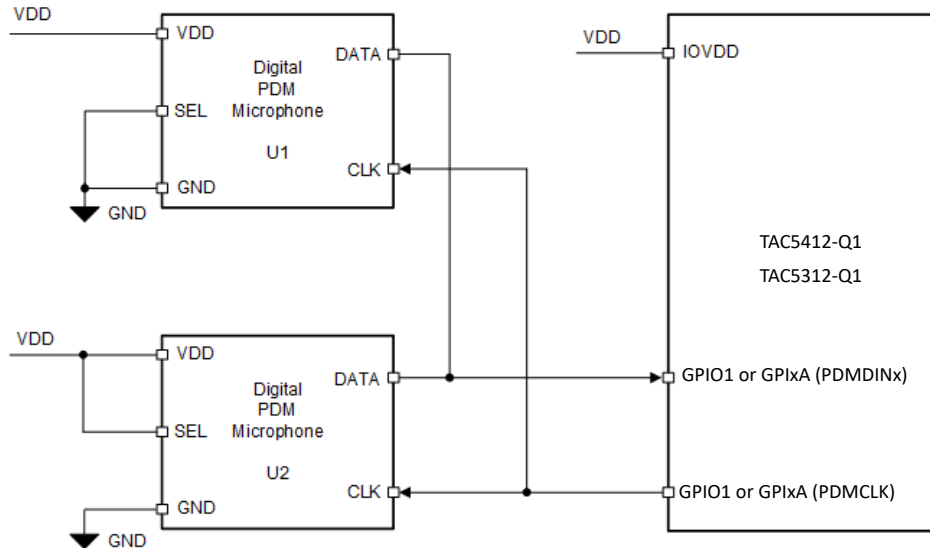 VDD
VDD
DATA
Digital
PDM
Microphone
SEL
U1
CLK
GND
GND
VDD
IOVDD
TAC5412-Q1
TAC5312-Q1
VDD
VDD
DATA
Digital
PDM
Microphone
SEL
U2
CLK
GND
GND
GPIO1 or GPIxA (PDMDINx)
GPIO1 or GPIxA (PDMCLK)